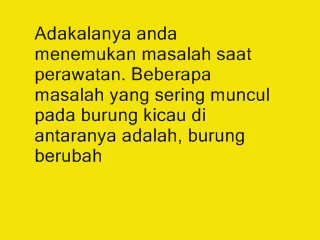 Adakalanya anda
menemukan masalah saat
perawatan. Beberapa
masalah yang sering muncul
pada burung kicau di
antaranya adalah, burung
berubah